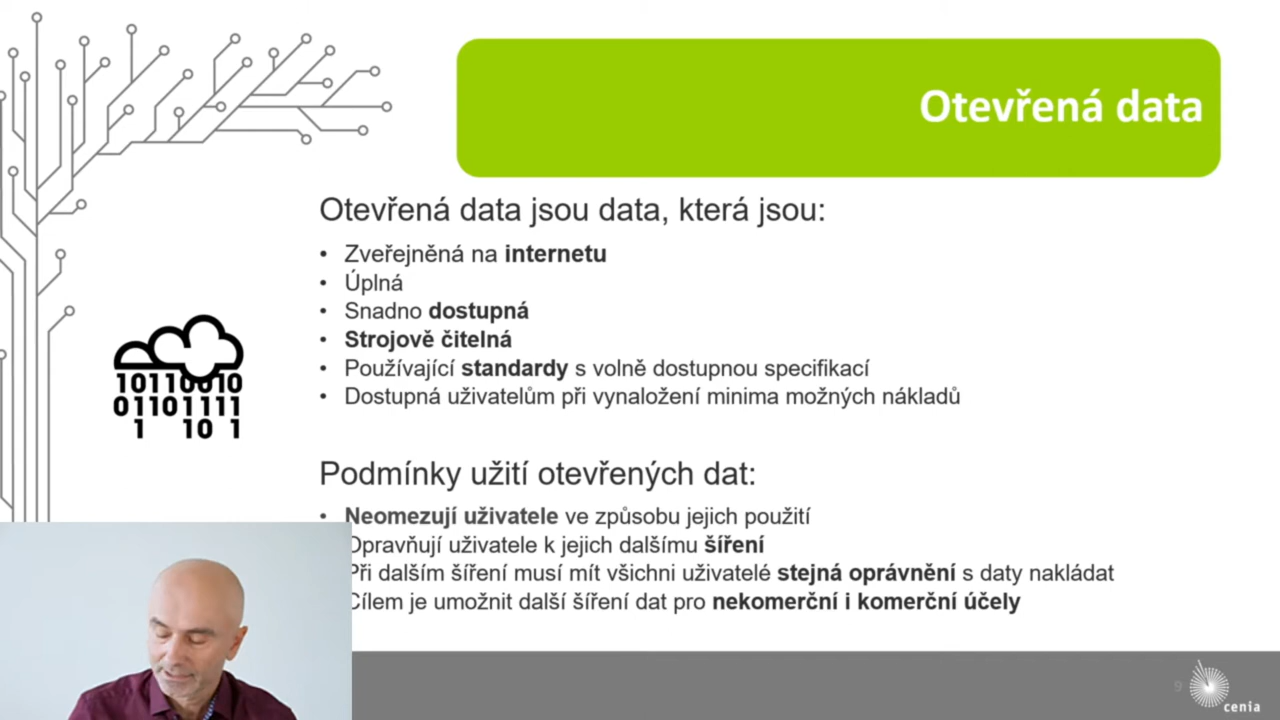 Otevřená data
Otevřená data jsou data, která jsou:
• Zveřejněná na internetu
• Úplná
• Snadno dostupná
• Strojově čitelná
• Používající standardy s volně dostupnou specifikací
• Dostupná uživatelům při vynaložení minima možných nákladů
10110010
01101111
1 10 1
Podmínky užití otevřených dat:
• Neomezují uživatele ve způsobu jejich použití
Opravňují uživatele k jejich dalšímu šíření
Při dalším šíření musí mít všichni uživatelé stejná oprávnění s daty nakládat
Cílem je umožnit další šíření dat pro nekomerční i komerční účely
9
cenia